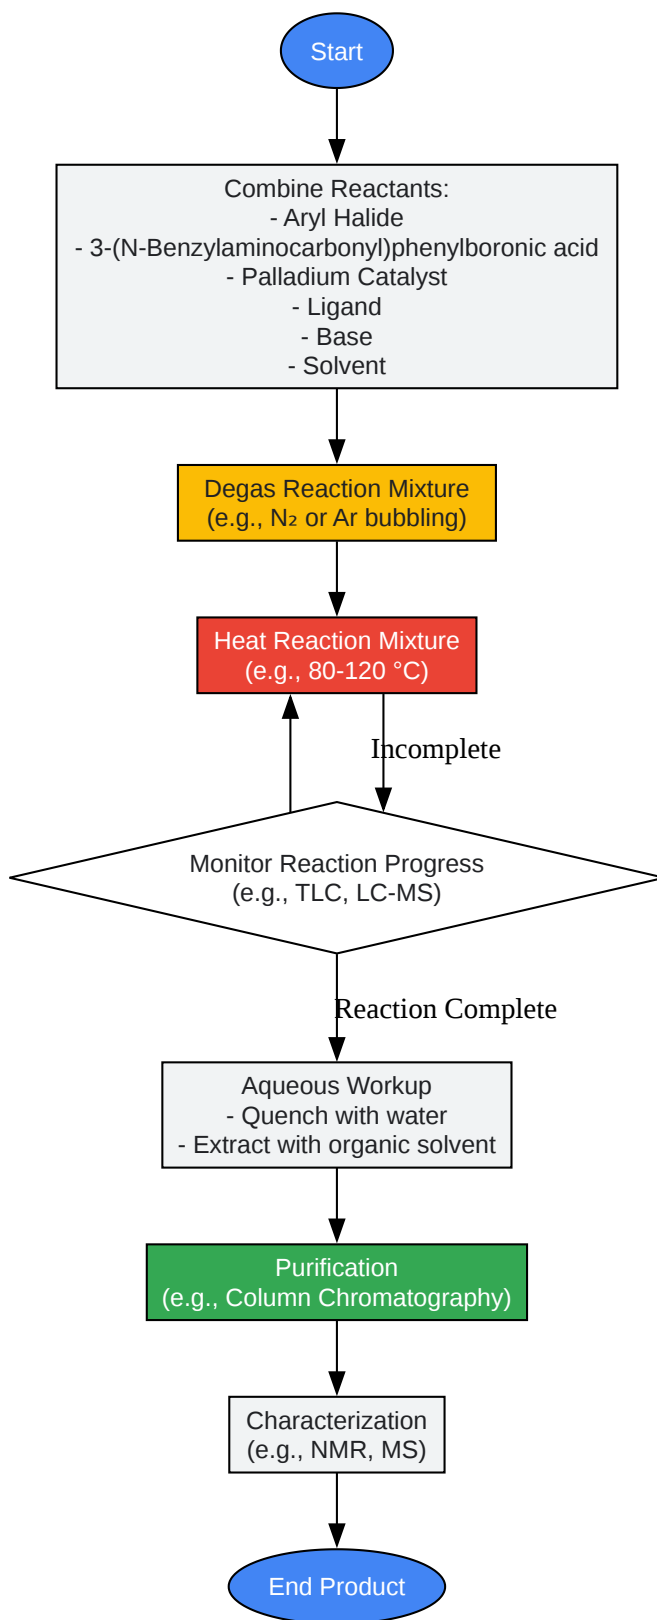 Start
Combine Reactants:
- Aryl Halide
- 3-(N-Benzylaminocarbonyl)phenylboronic acid
- Palladium Catalyst
- Ligand
- Base
- Solvent
Degas Reaction Mixture
(e.g., N₂ or Ar bubbling)
Heat Reaction Mixture
(e.g., 80-120 °C)
Incomplete
Monitor Reaction Progress
(e.g., TLC, LC-MS)
Reaction Complete
Aqueous Workup
- Quench with water
- Extract with organic solvent
Purification
(e.g., Column Chromatography)
Characterization
(e.g., NMR, MS)
End Product